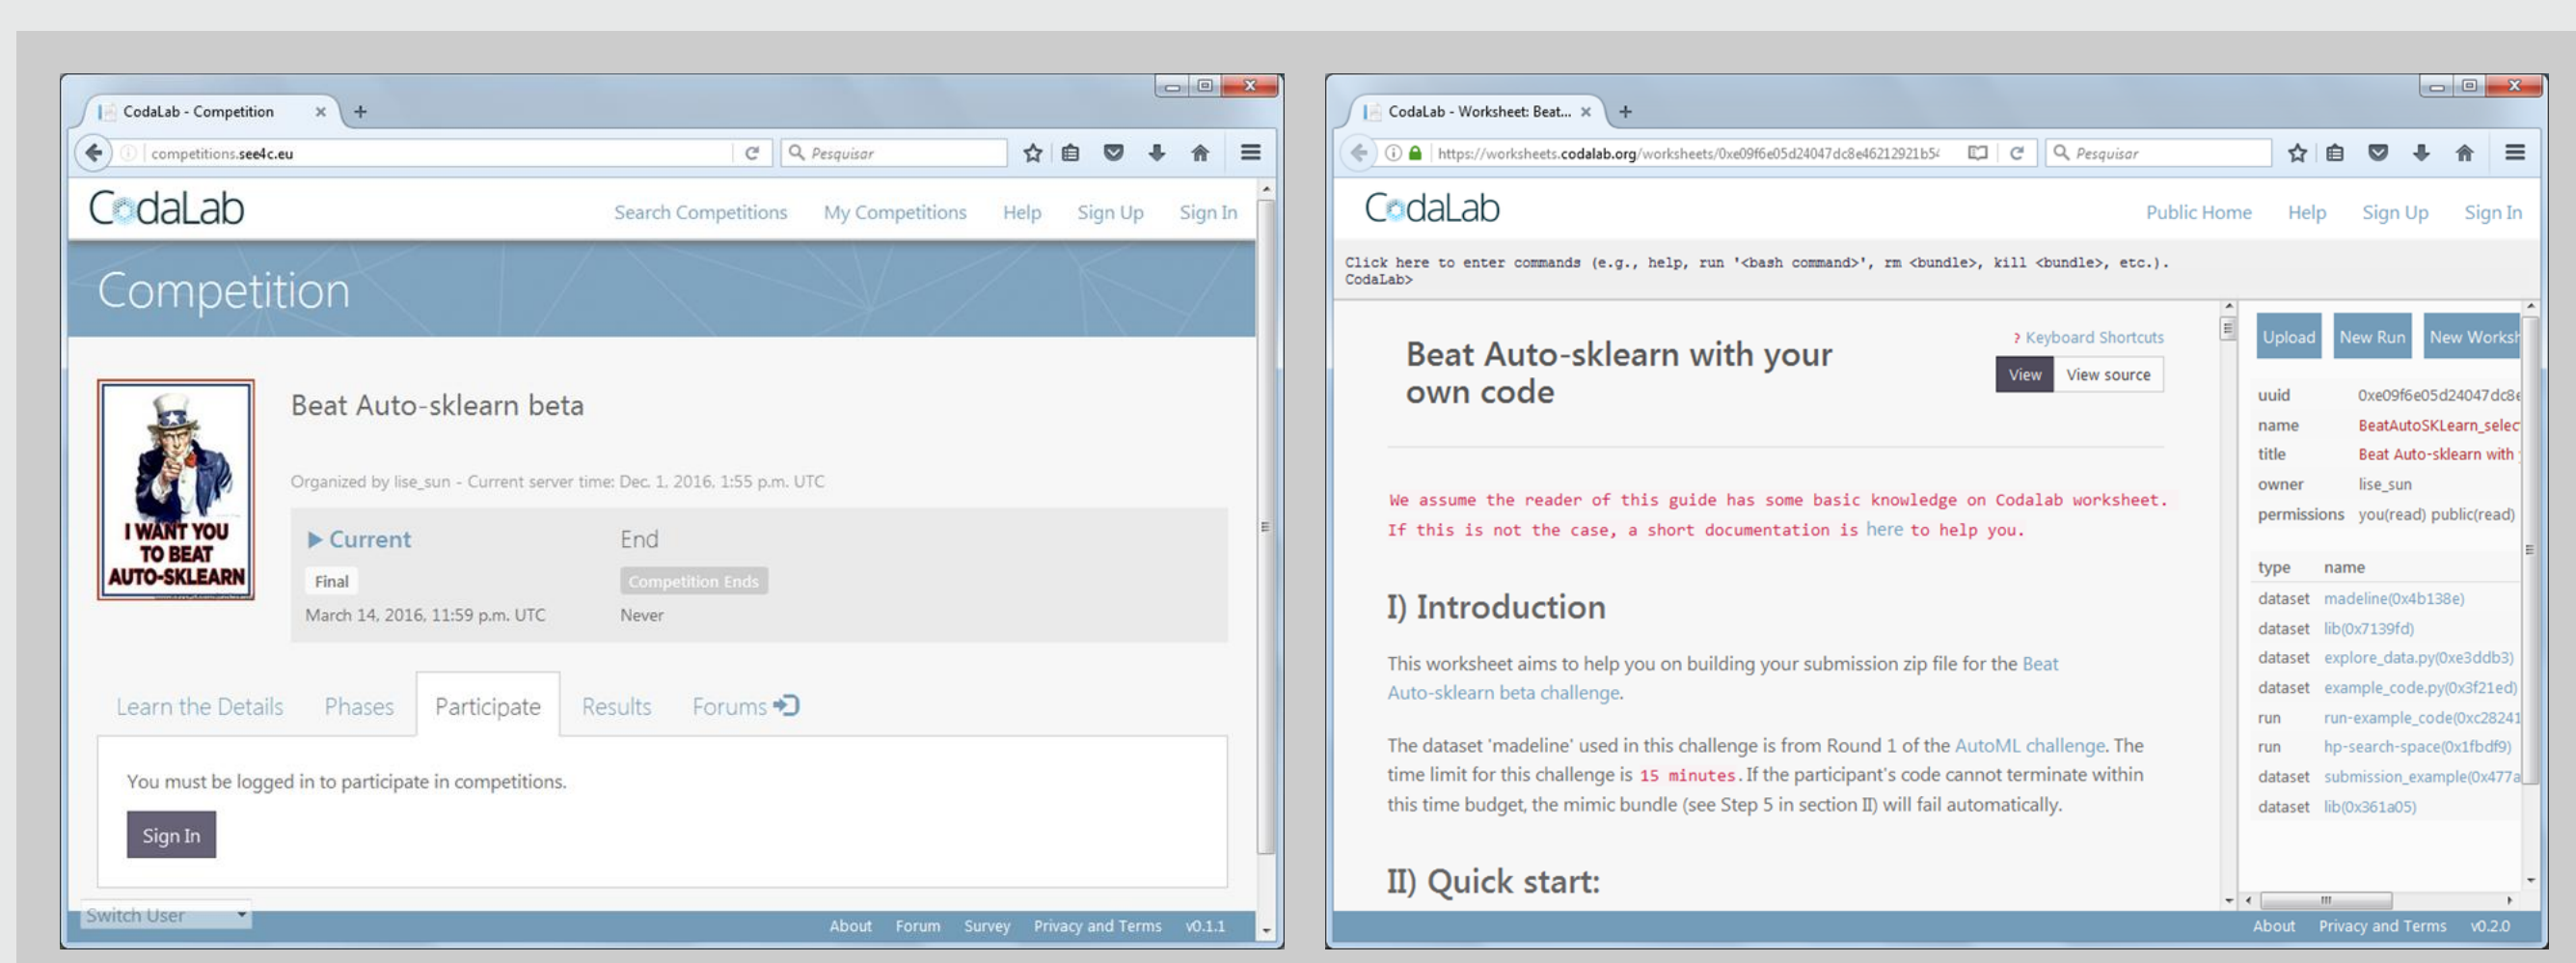 CodaLab - Competition
competitions.see4c.eu
Pesquisar
CodaLab
Search Competitions My Competitions Help Sign Up Sign In
Competition
I WANT YOU
TO BEAT
AUTO-SKLEARN
Beat Auto-sklearn beta
Organized by lise_sun - Current server time: Dec. 1, 2016, 1:55 p.m. UTC
Current End
Final Competition Ends
March 14, 2016, 11:59 p.m. UTC Never
Learn the Details Phases Participate Results Forums
You must be logged in to participate in competitions.
Sign In
Switch User
About Forum Survey Privacy and Terms v0.1.1
CodaLab - Worksheet: Beat...
https://worksheets.codalab.org/worksheets/0xe09f6e05d24047dc8e46212921b54
Pesquisar
CodaLab
Public Home Help Sign Up Sign In
Click here to enter commands (e.g., help, run '<bash command>', rm <bundle>, kill <bundle>, etc.).
CodaLab>
? Keyboard Shortcuts
View View source
Beat Auto-sklearn with your
own code
We assume the reader of this guide has some basic knowledge on Codalab worksheet.
If this is not the case, a short documentation is here to help you.
I) Introduction
This worksheet aims to help you on building your submission zip file for the Beat
Auto-sklearn beta challenge.
The dataset 'madeline' used in this challenge is from Round 1 of the AutoML challenge. The
time limit for this challenge is 15 minutes. If the participant's code cannot terminate within
this time budget, the mimic bundle (see Step 5 in section II) will fail automatically.
II) Quick start:
Upload New Run New Worksh
uuid 0xe09f6e05d24047dc8e
name BeatAutoSKLearn_selec
title Beat Auto-sklearn with
owner lise_sun
permissions you(read) public(read)
type name
dataset madeline(0x4b138e)
dataset lib(0x7139fd)
dataset explore_data.py(0xe3ddb3)
dataset example_code.py(0x3f21ed)
run run-example_code(0xc28241
run hp-search-space(0x1fbdf9)
dataset submission_example(0x477a
dataset lib(0x361a05)
About Privacy and Terms v0.2.0